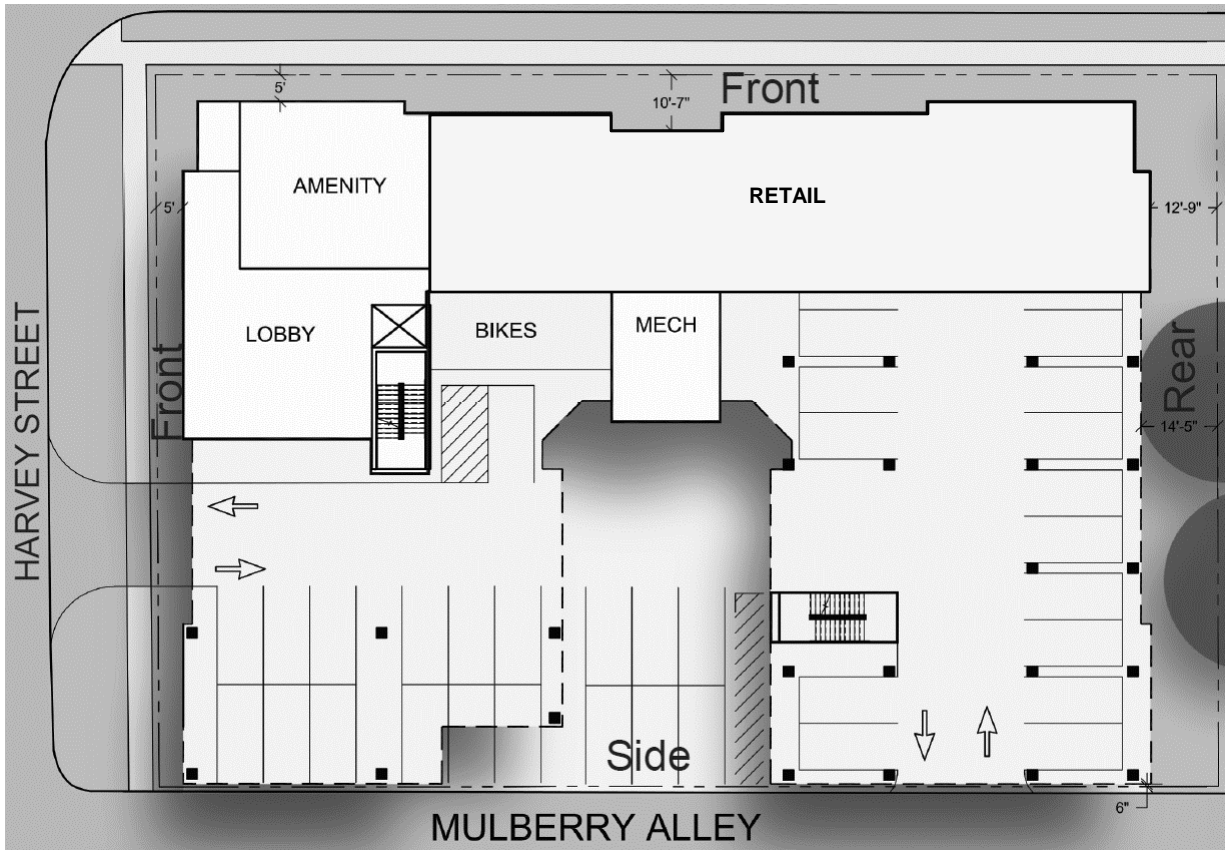 Front
5'
10'-7"
AMENITY
RETAIL
5'
12'-9"
HARVEY STREET
Front
LOBBY
BIKES
MECH
Rear
14'-5"
Side
6"
MULBERRY ALLEY